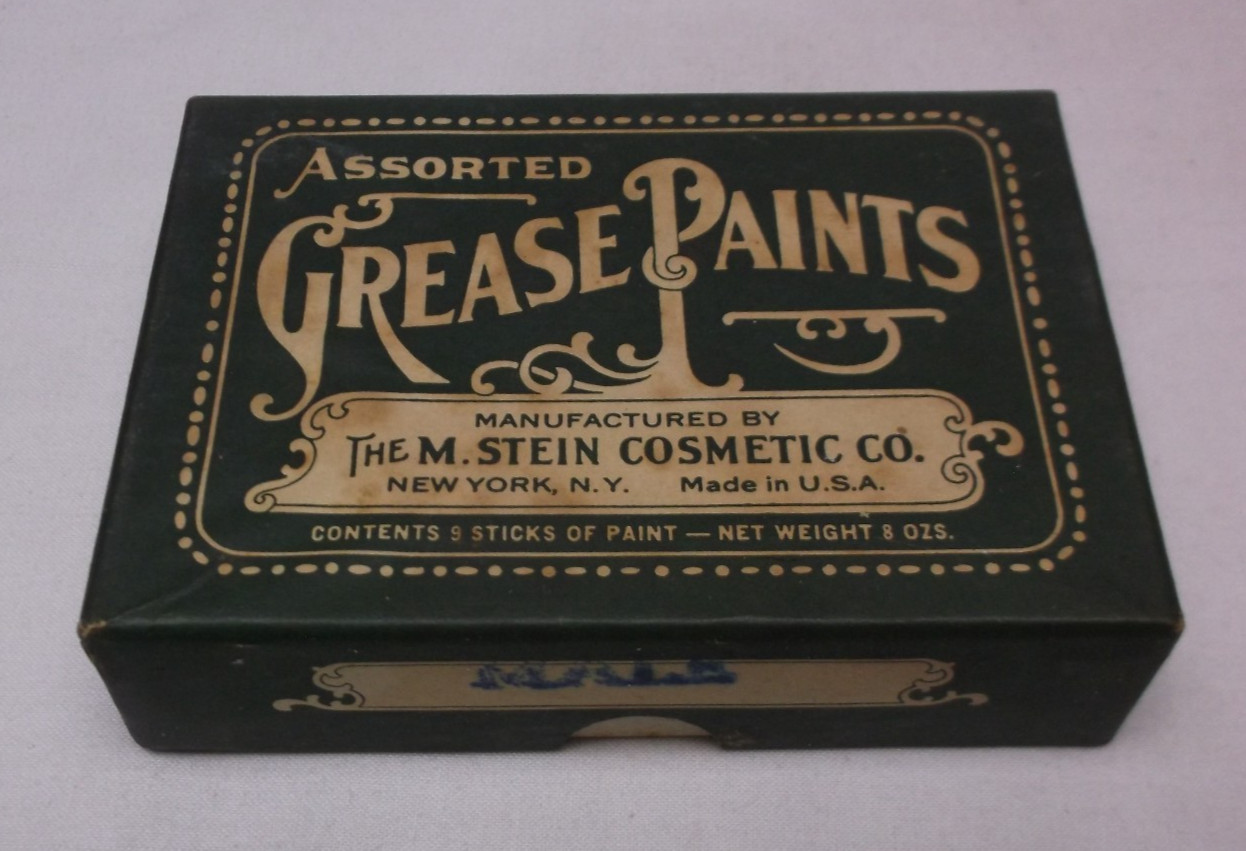 ASSORTED
GREASE PAINTS
MANUFACTURED BY
THE M. STEIN COSMETIC CO.
NEW YORK, N.Y. Made in U.S.A.
CONTENTS 9 STICKS OF PAINT — NET WEIGHT 8 OZS.